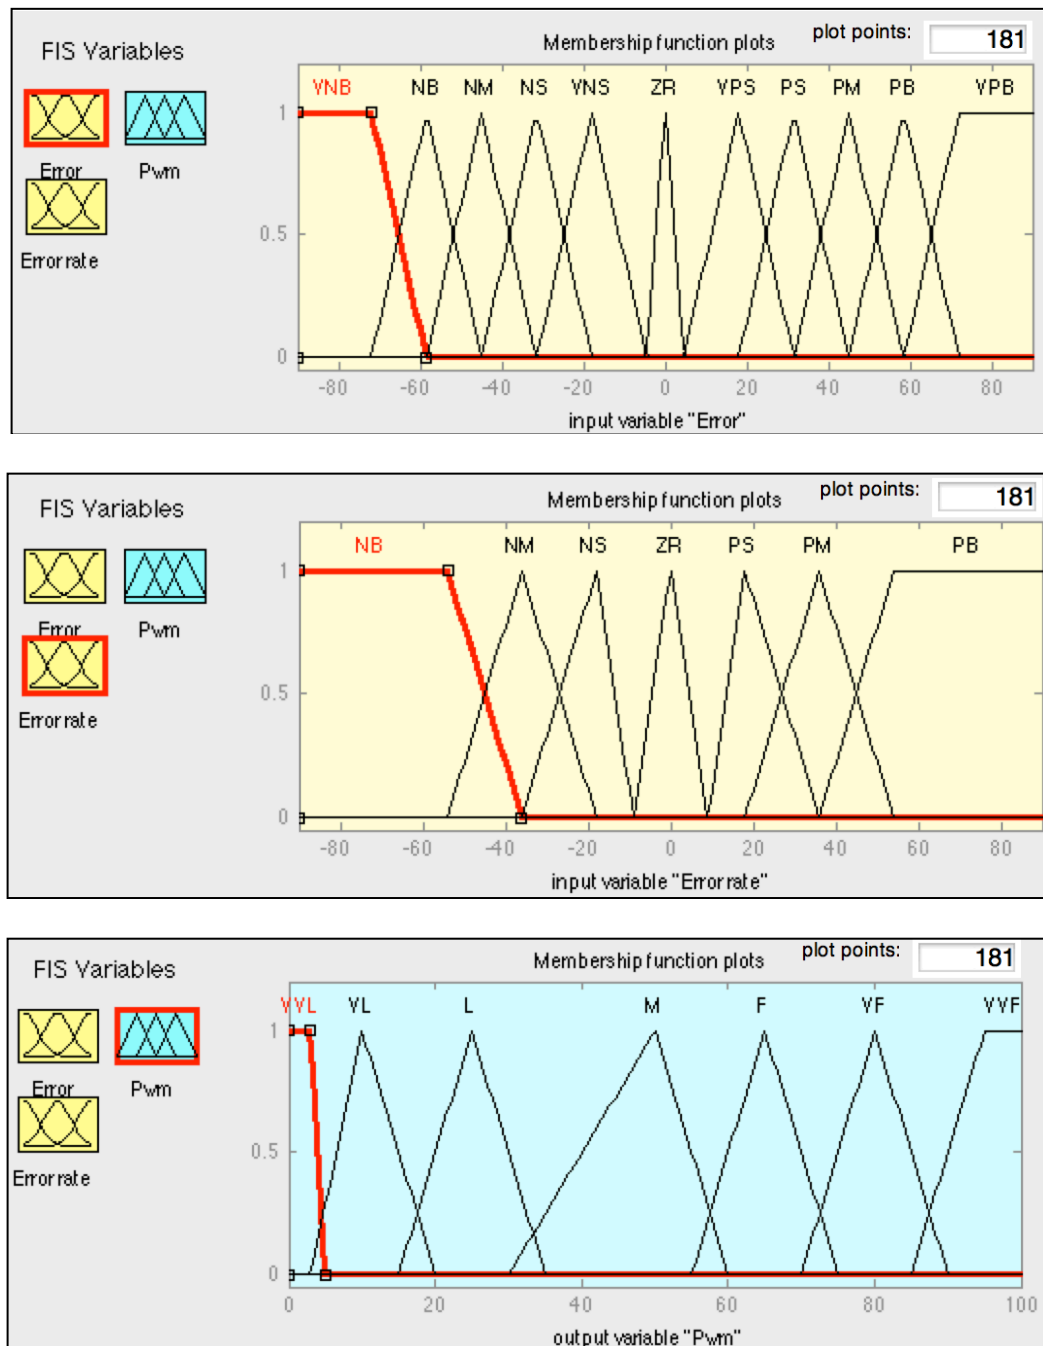 FIS Variables
Membership function plots
plot points:
181
VNB NB NM NS VNS ZR VPS PS PM PB VPB
Error
Pwm
Error rate
1
0.5
0
-80 -60 -40 -20 0 20 40 60 80
input variable "Error"
FIS Variables
Membership function plots
plot points:
181
NB NM NS ZR PS PM PB
Error
Pwm
Error rate
1
0.5
0
-80 -60 -40 -20 0 20 40 60 80
input variable "Error rate"
FIS Variables
Membership function plots
plot points:
181
VVL VL L M F VF VVF
Error
Pwm
Error rate
1
0.5
0
0 20 40 60 80 100
output variable "Pwm"